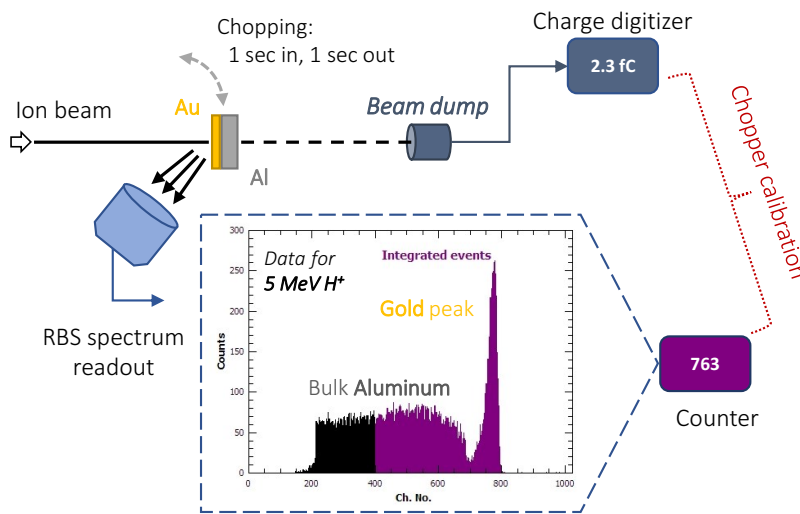 Charge digitizer
Chopping:
1 sec in, 1 sec out
2.3 fC
Au
Ion beam
Beam dump
Al
Chopper calibration
Data for
5 MeV H⁺
Integrated events
Gold peak
Bulk Aluminum
Counts
300
250
200
150
100
50
0
0
200
400
600
800
1000
Ch. No.
RBS spectrum
readout
763
Counter